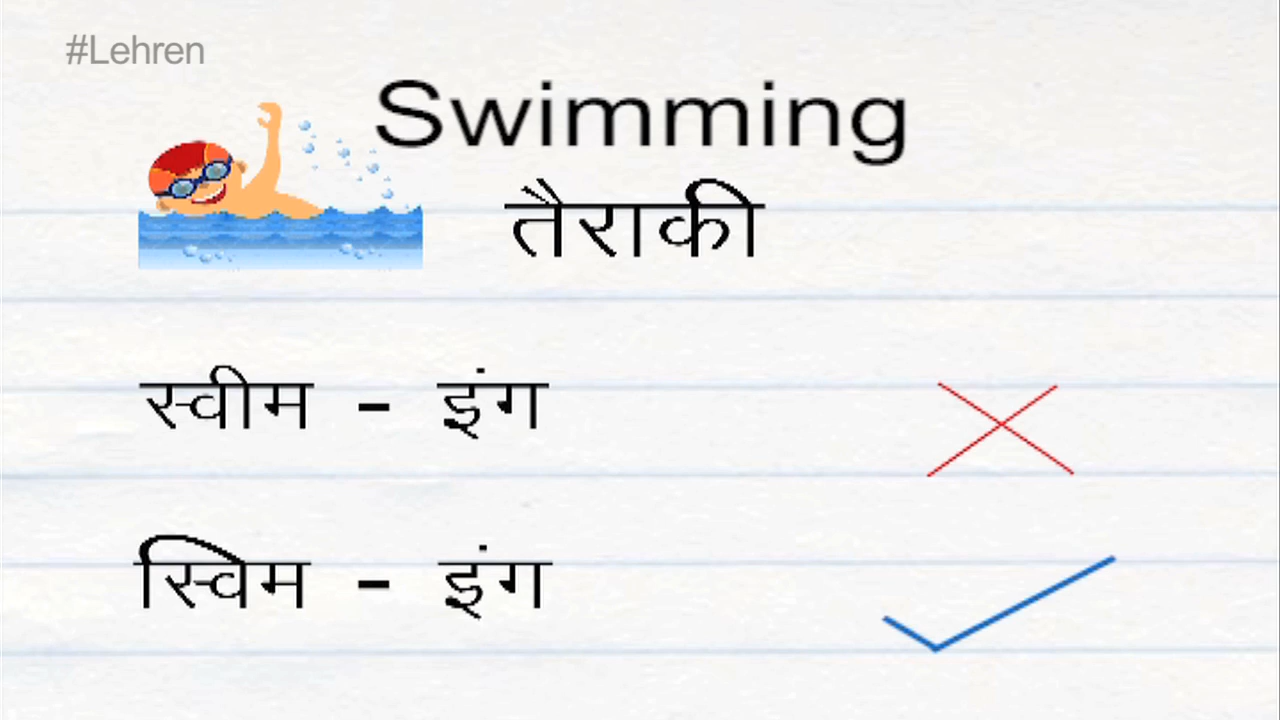 #Lehren
Swimming
तैराकी
स्वीम - इंग
स्विम - इंग